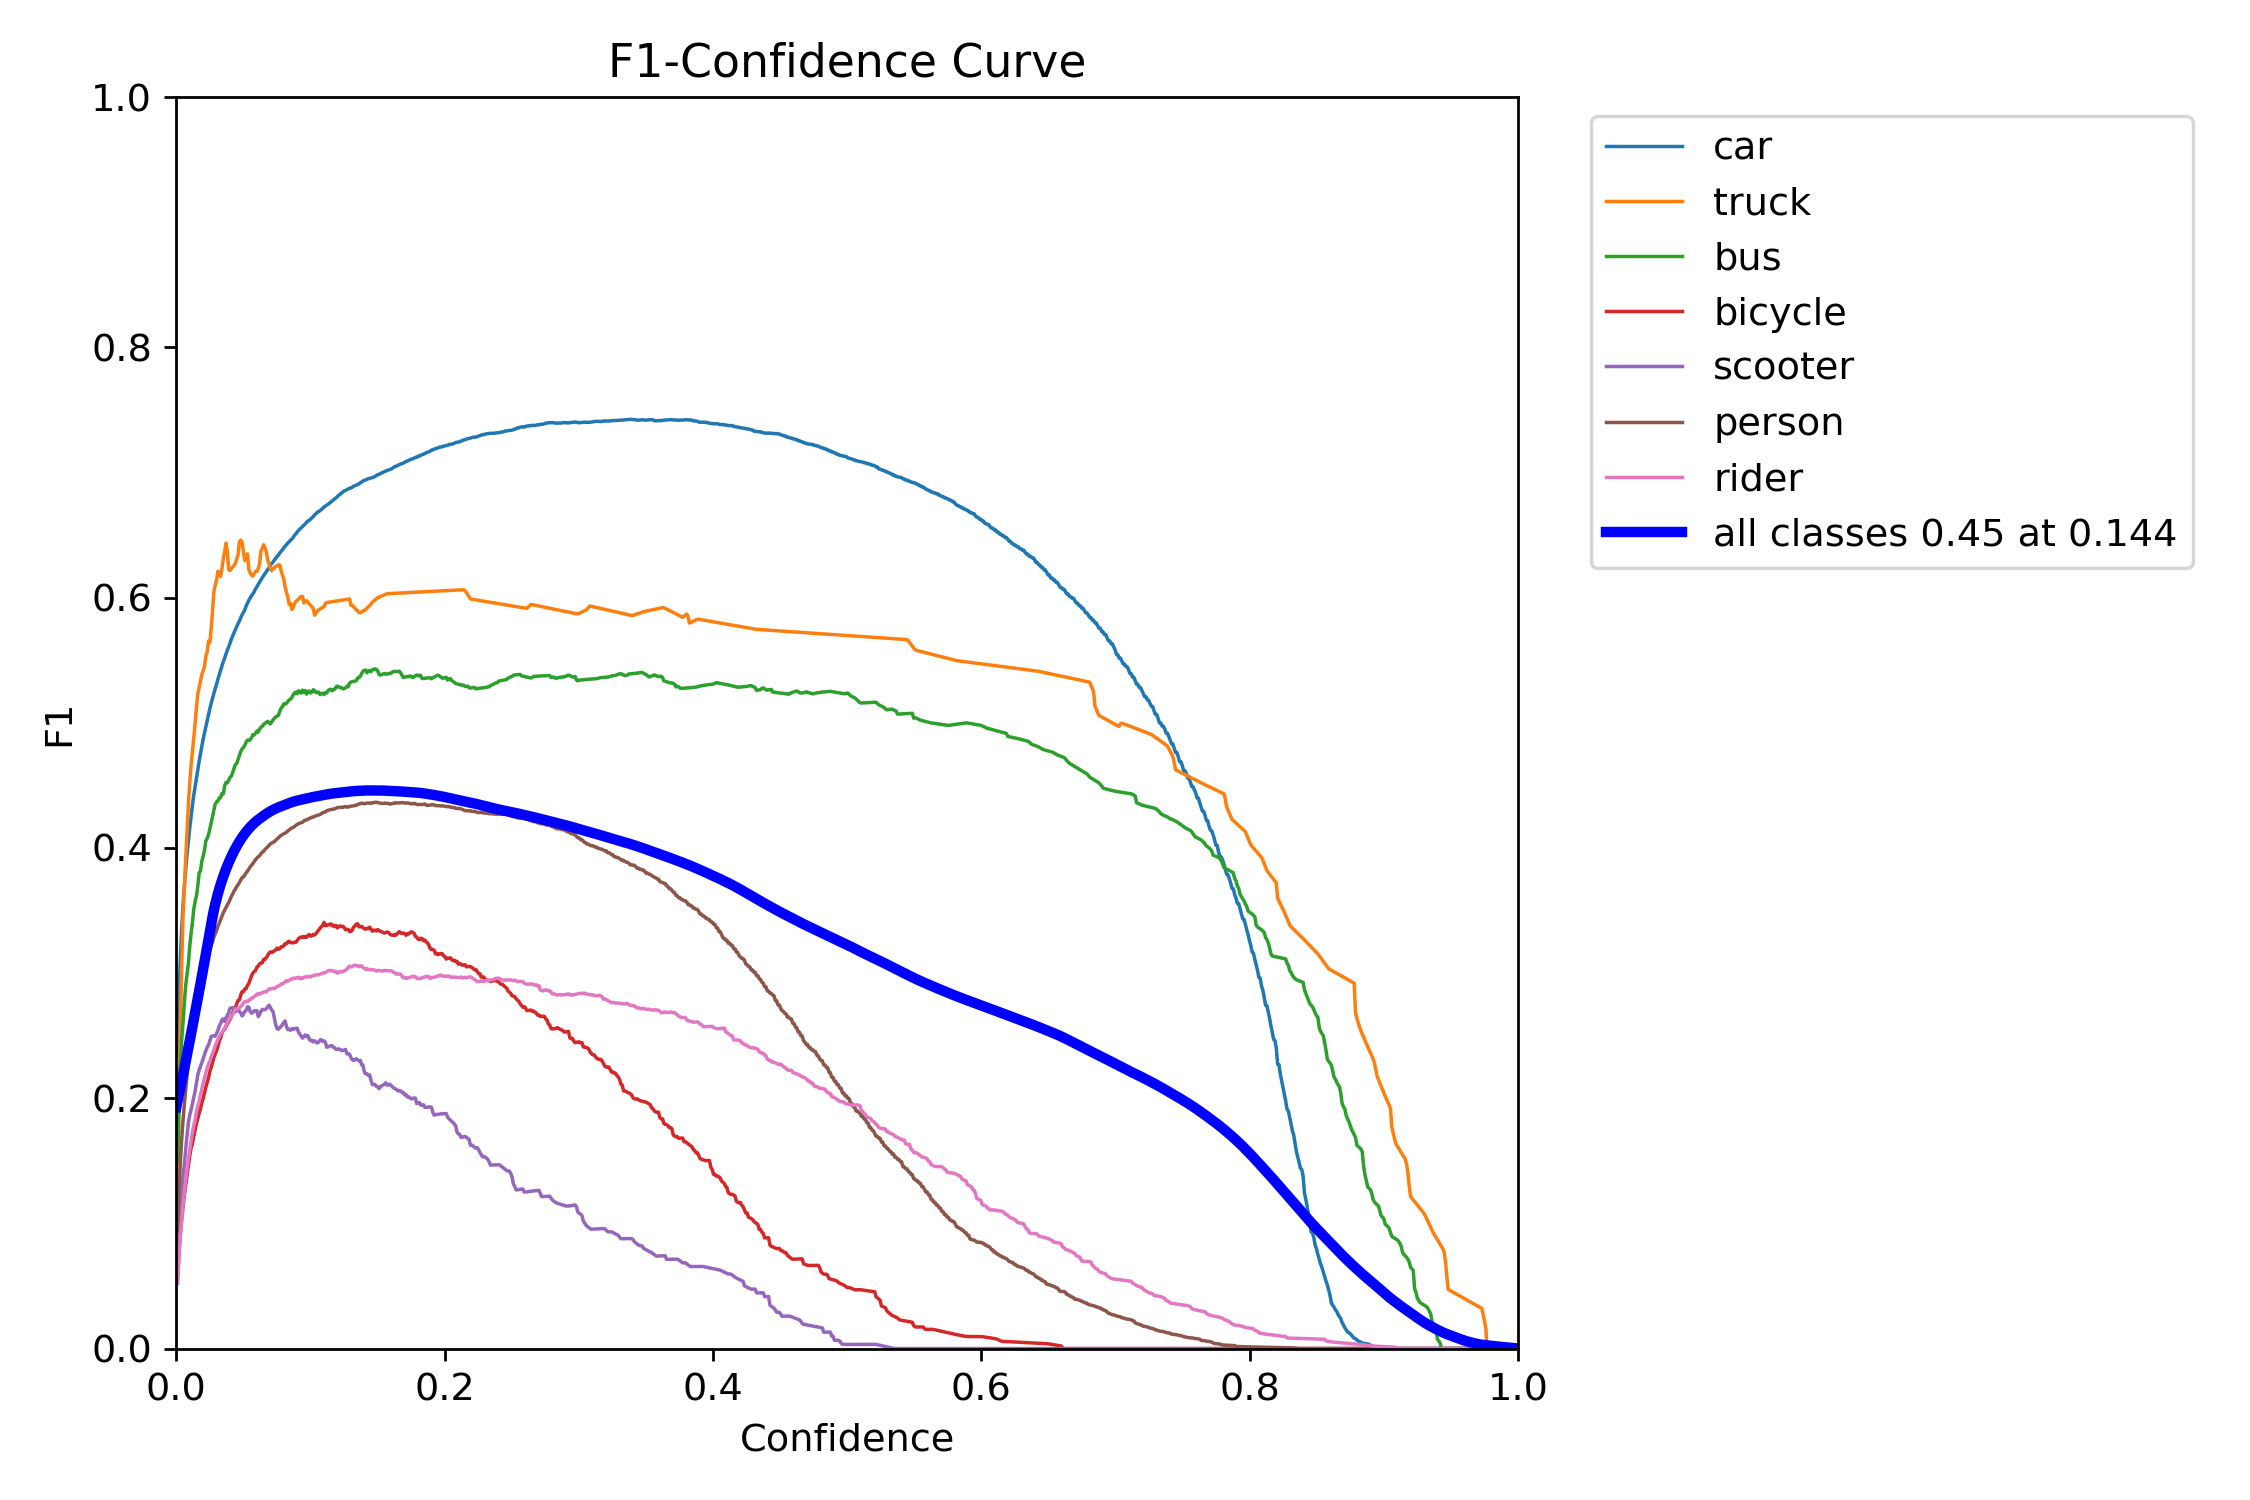 F1-Confidence Curve
1.0
0.8
0.6
0.4
0.2
0.0
F1
0.0 0.2 0.4 0.6 0.8 1.0
Confidence
car
truck
bus
bicycle
scooter
person
rider
all classes 0.45 at 0.144